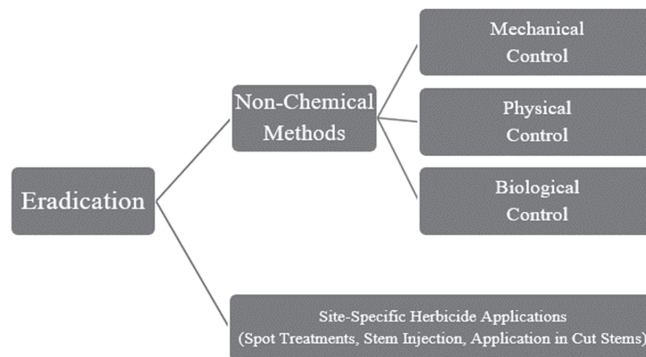 Eradication
Non-Chemical
Methods
Mechanical
Control
Physical
Control
Biological
Control
Site-Specific Herbicide Applications
(Spot Treatments, Stem Injection, Application in Cut Stems)